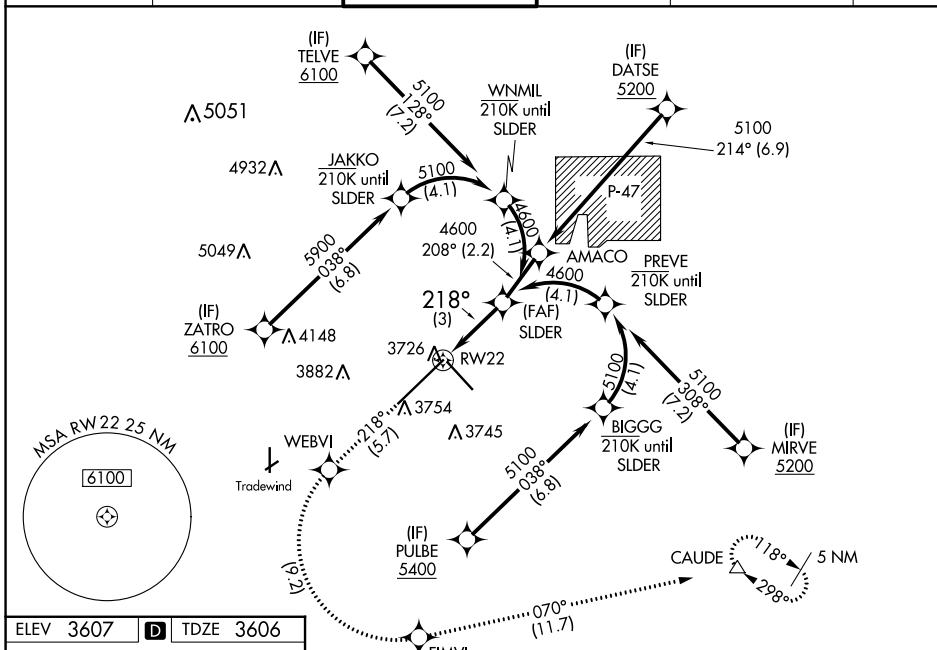 (IF)
TELVE
6100
5100
128°
(7.2)
WNMIL
210K until
SLDER
(IF)
DATSE
5200
5100
214° (6.9)
5051
4932
JAKKO
210K until
SLDER
5100
(4.1)
P-47
4600
(4.1)
4600
208° (2.2)
AMACO
5049
5900
038°
(6.8)
PREVE
210K until
SLDER
4600
(4.1)
218°
(3)
(FAF)
SLDER
(IF)
ZATRO
6100
4148
3726
RW22
3882
5100
(4.1)
5100
308°
(7.2)
3754
3745
218°
(5.7)
BIGGG
210K until
SLDER
(IF)
MIRVE
5200
WEBVI
Tradewind
MSA RW22 25 NM
6100
5100
038°
(6.8)
(IF)
PULBE
5400
CAUDE
118°
298°
5 NM
(9.2)
070°
(11.7)
ELEV 3607 D TDZE 3606